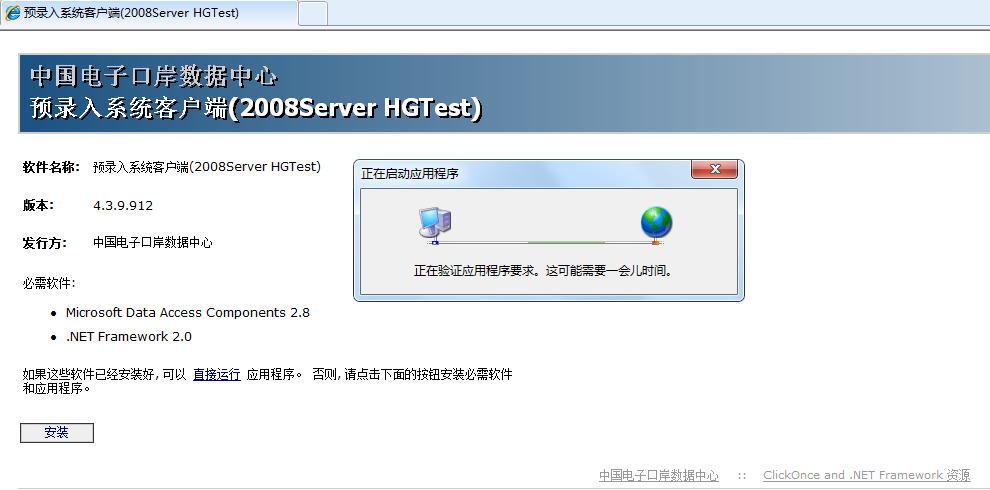 预录入系统客户端(2008Server HGTest)
中国电子口岸数据中心
预录入系统客户端(2008Server HGTest)
软件名称: 预录入系统客户端(2008Server HGTest)
版本: 4.3.9.912
发行方: 中国电子口岸数据中心
必需软件:
• Microsoft Data Access Components 2.8
• .NET Framework 2.0
如果这些软件已经安装好, 可以 直接运行 应用程序。 否则, 请点击下面的按钮安装必需软件
和应用程序。
安装
正在启动应用程序
正在验证应用程序要求。这可能需要一会儿时间。
中国电子口岸数据中心 :: ClickOnce and .NET Framework 资源